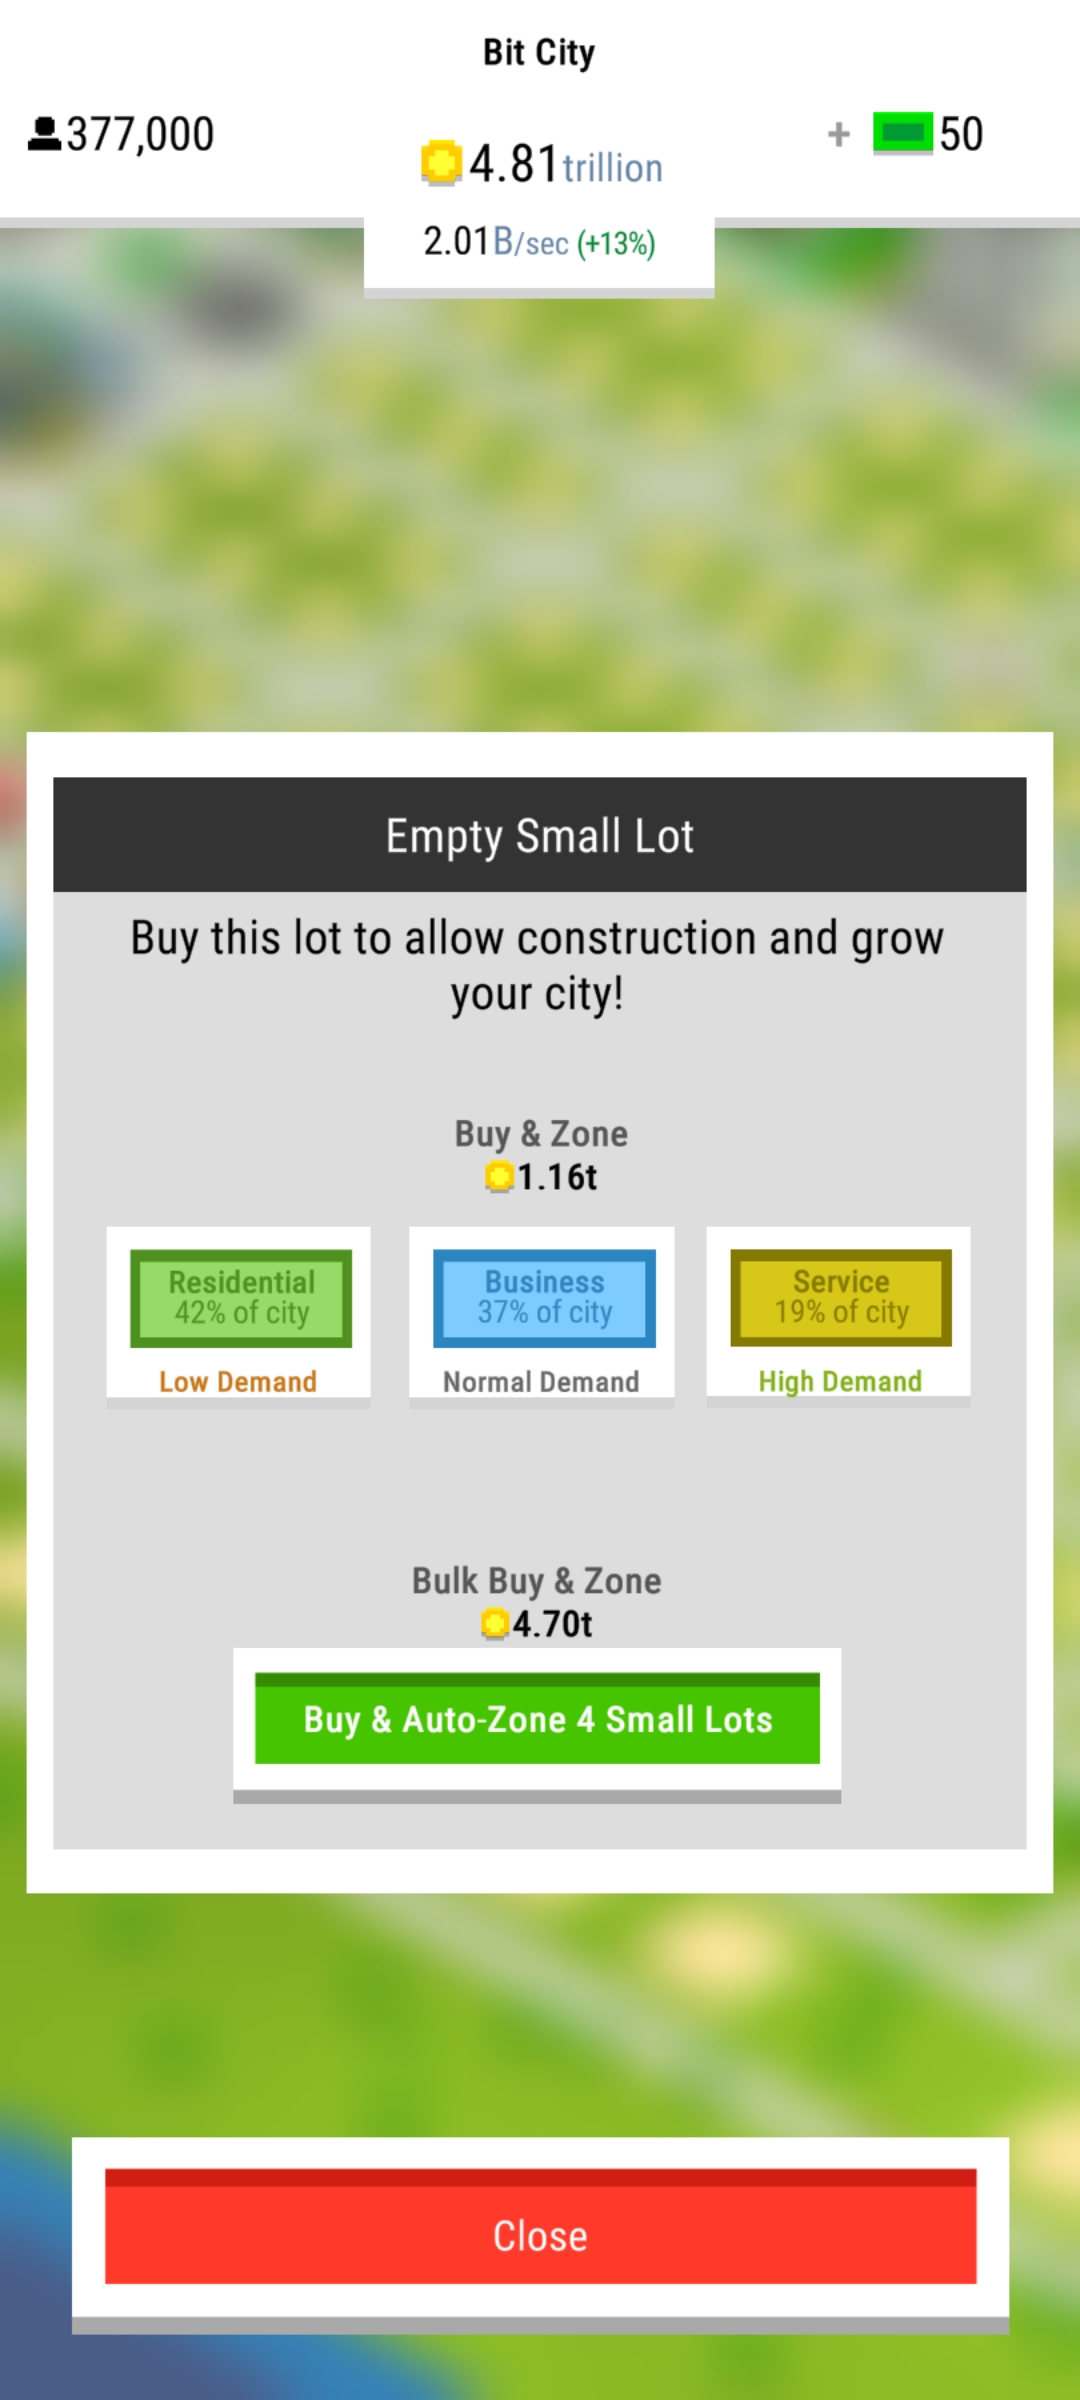 Bit City
377,000
4.81 trillion
+ 50
2.01B/sec (+13%)
Empty Small Lot
Buy this lot to allow construction and grow
your city!
Buy & Zone
1.16t
Residential
42% of city
Low Demand
Business
37% of city
Normal Demand
Service
19% of city
High Demand
Bulk Buy & Zone
4.70t
Buy & Auto-Zone 4 Small Lots
Close